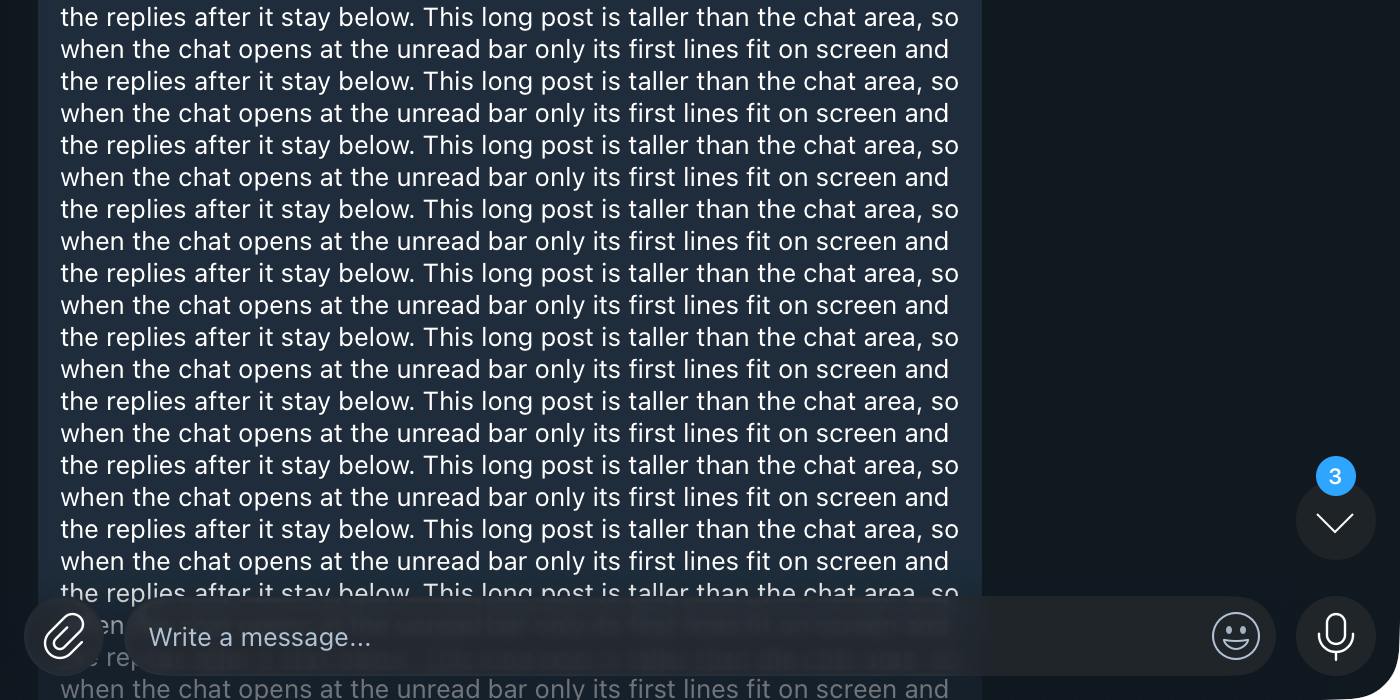 the replies after it stay below. This long post is taller than the chat area, so
when the chat opens at the unread bar only its first lines fit on screen and
the replies after it stay below. This long post is taller than the chat area, so
when the chat opens at the unread bar only its first lines fit on screen and
the replies after it stay below. This long post is taller than the chat area, so
when the chat opens at the unread bar only its first lines fit on screen and
the replies after it stay below. This long post is taller than the chat area, so
when the chat opens at the unread bar only its first lines fit on screen and
the replies after it stay below. This long post is taller than the chat area, so
when the chat opens at the unread bar only its first lines fit on screen and
the replies after it stay below. This long post is taller than the chat area, so
when the chat opens at the unread bar only its first lines fit on screen and
the replies after it stay below. This long post is taller than the chat area, so
when the chat opens at the unread bar only its first lines fit on screen and
the replies after it stay below. This long post is taller than the chat area, so
3
when the chat opens at the unread bar only its first lines fit on screen and
the replies after it stay below. This long post is taller than the chat area, so
when the chat opens at the unread bar only its first lines fit on screen and
the replies after it stay below. This long post is taller than the chat area, so
Write a message...
when the chat opens at the unread bar only its first lines fit on screen and